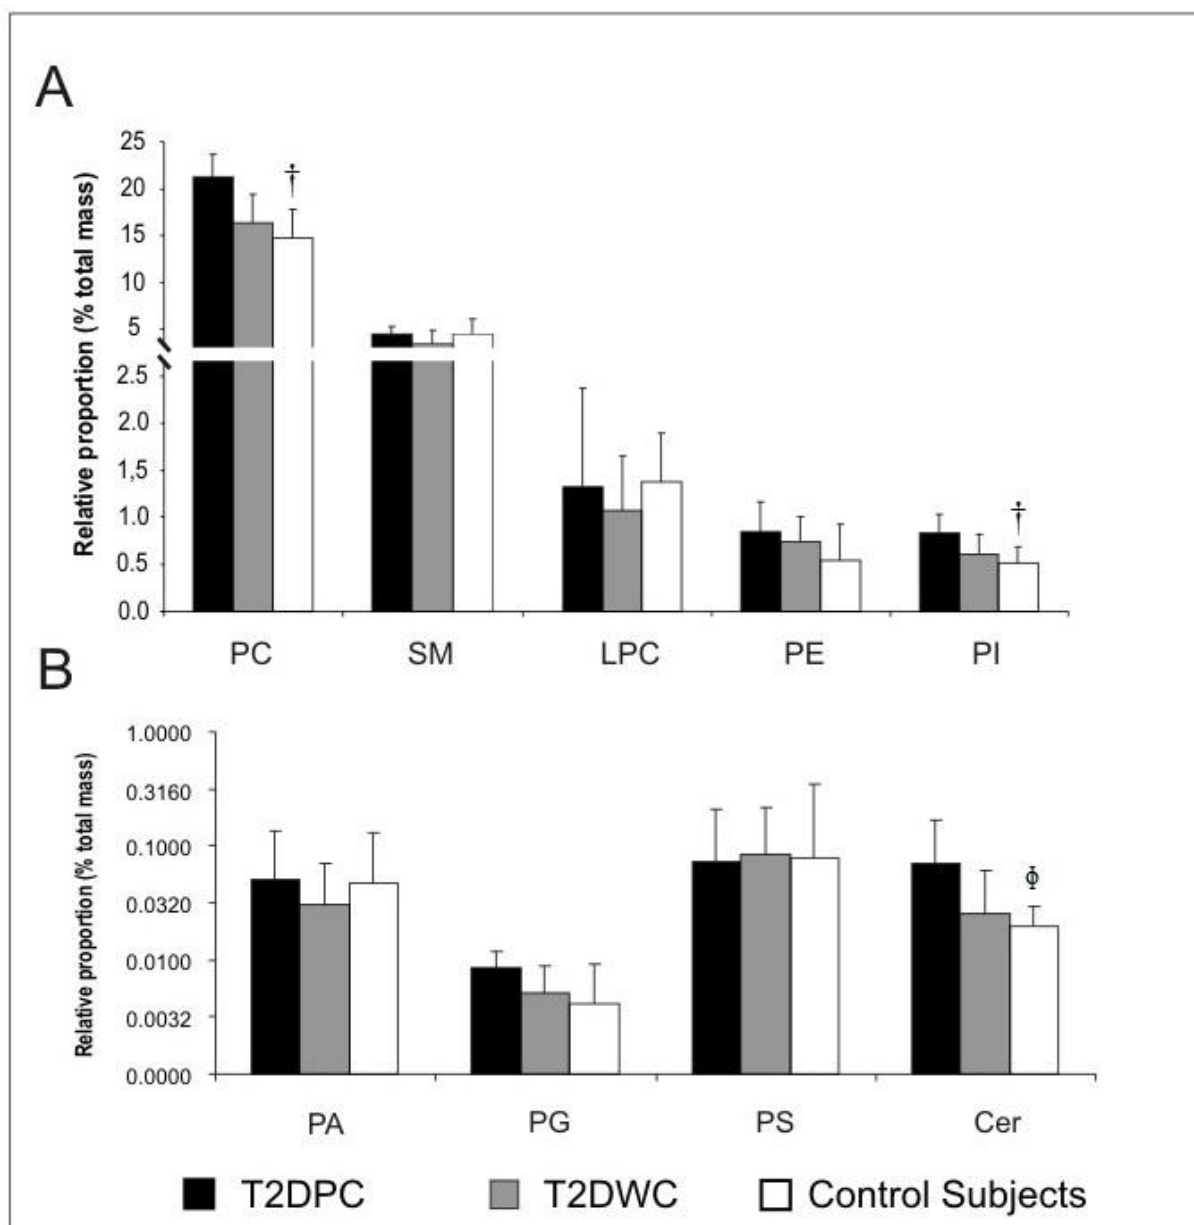 A
Relative proportion (% total mass)
25
20
15
10
5
2.5
2.0
1,5
1.0
0.5
0.0
†
†
PC SM LPC PE PI
B
Relative proportion (% total mass)
1.0000
0.3160
0.1000
0.0320
0.0100
0.0032
0.0000
ϕ
PA PG PS Cer
T2DPC T2DWC Control Subjects